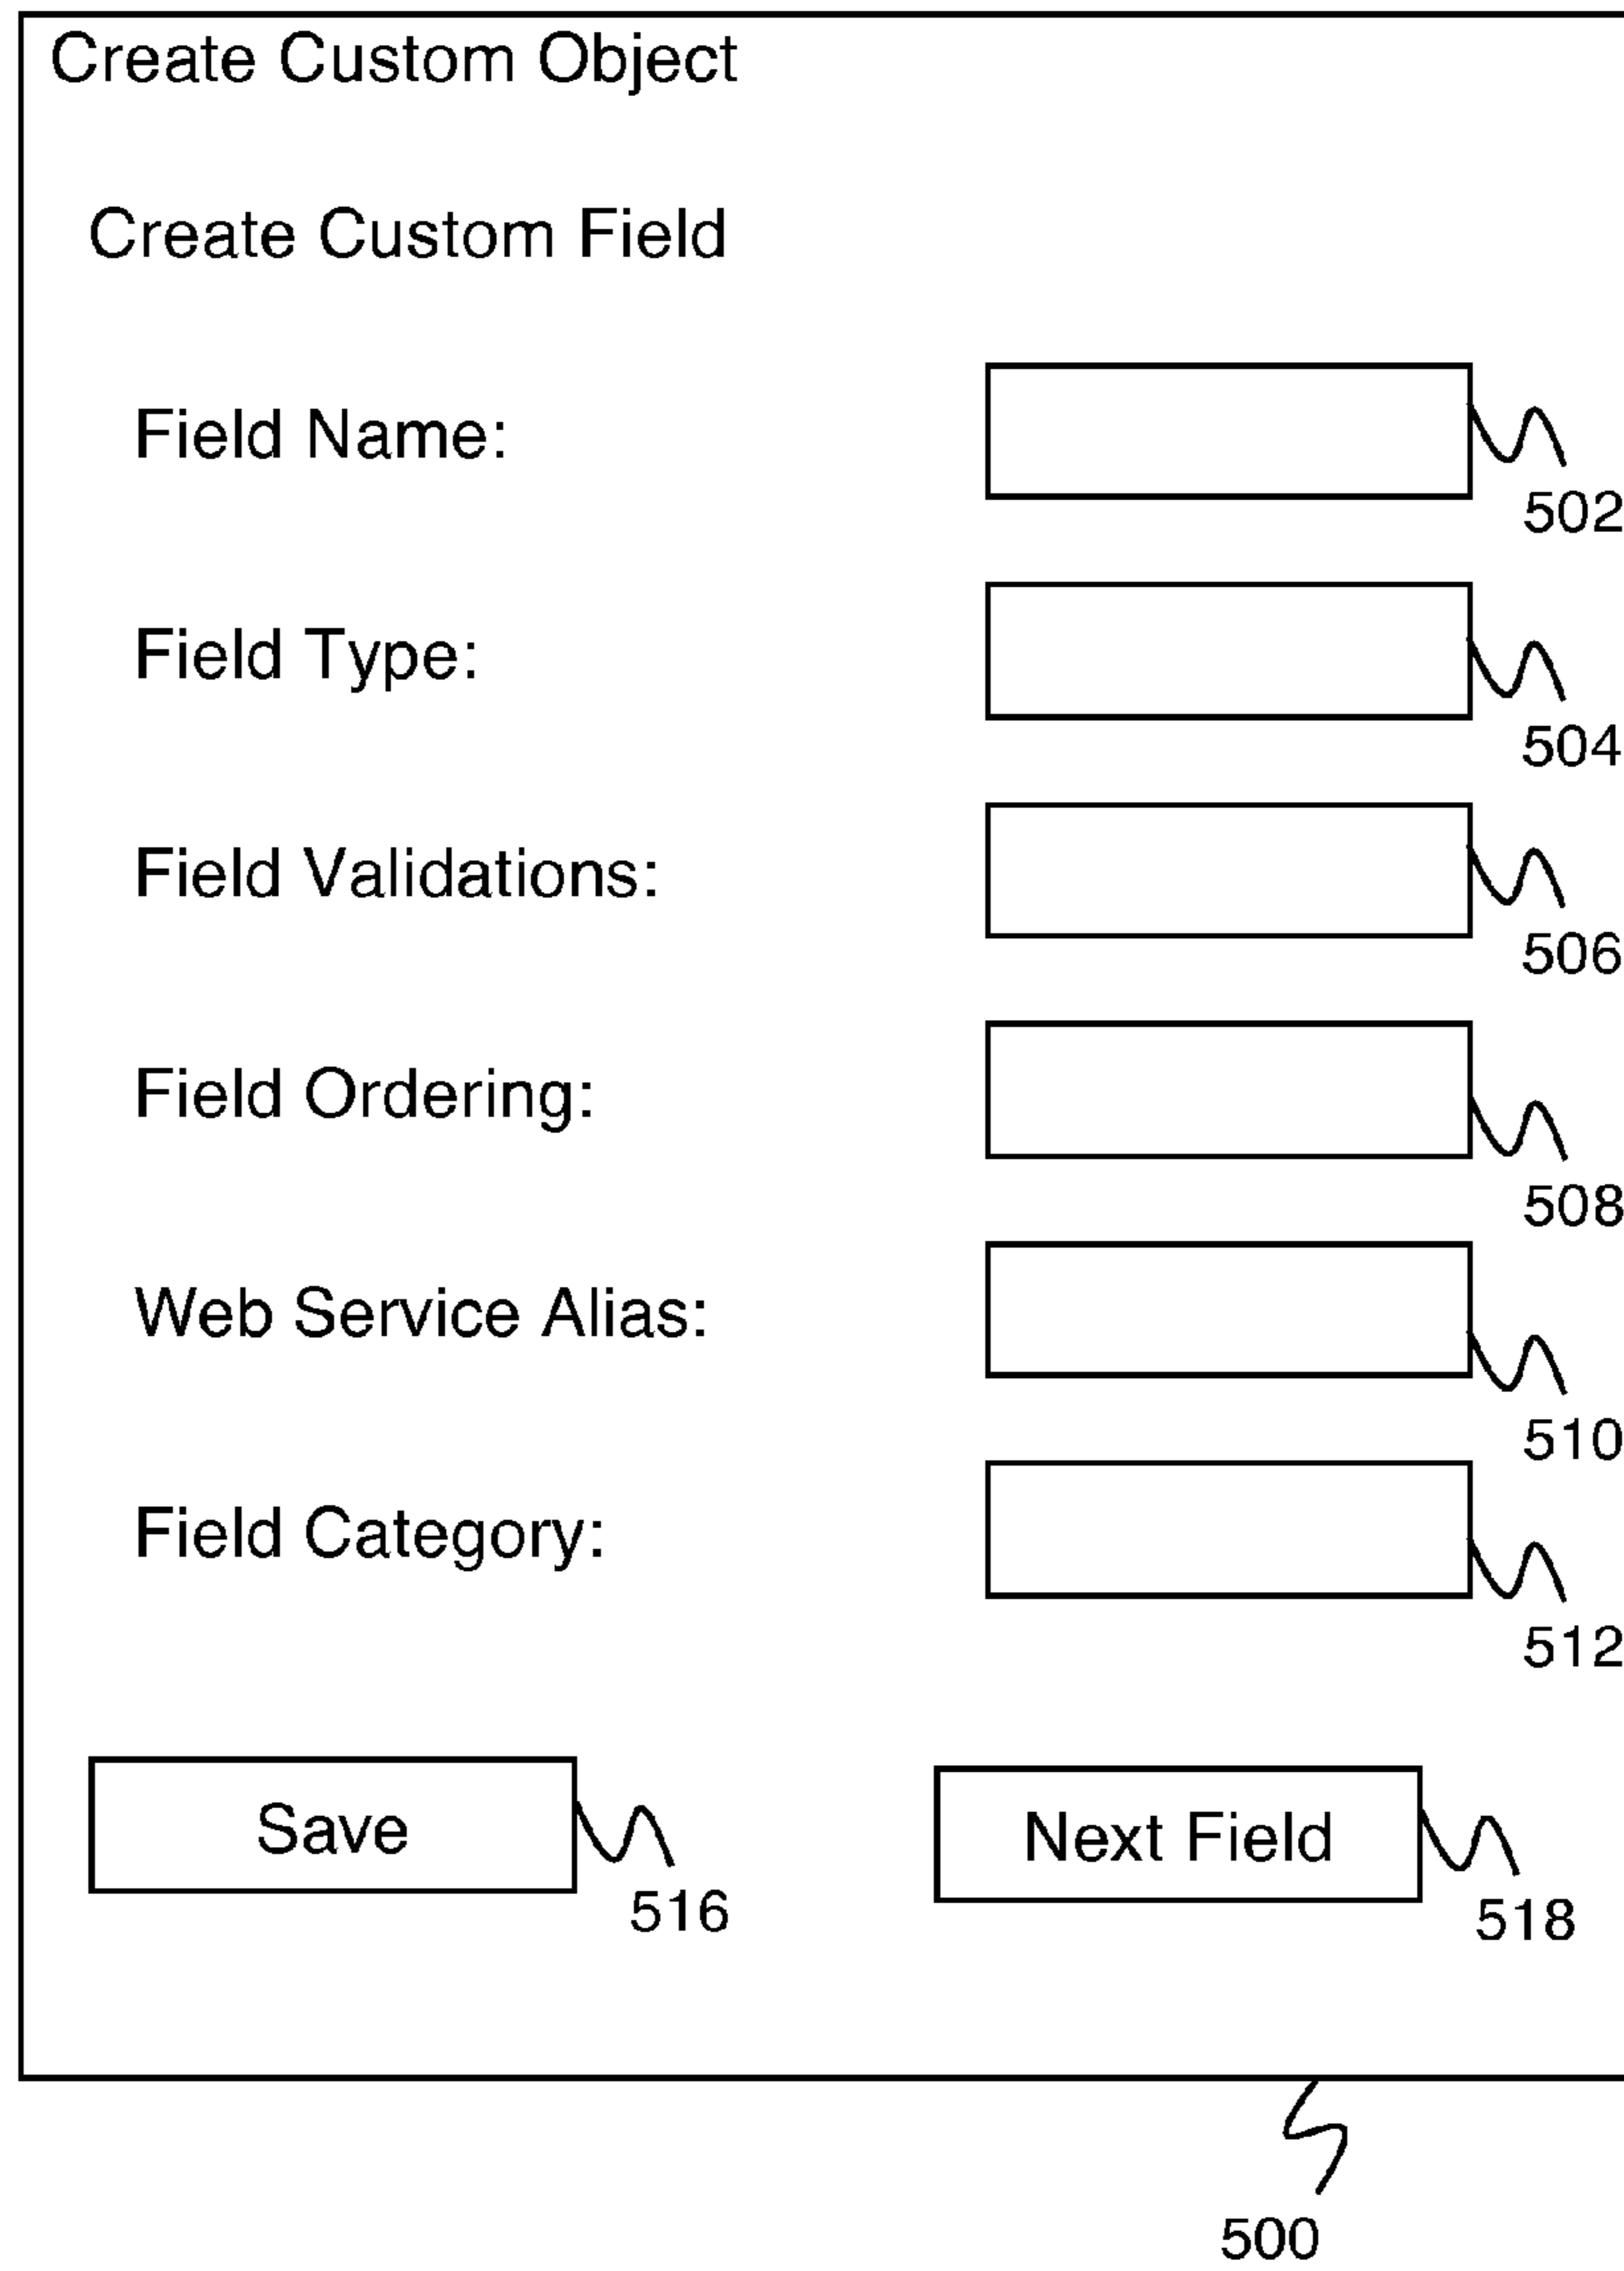 Create Custom Object
Create Custom Field
Field Name:
502
Field Type:
504
Field Validations:
506
Field Ordering:
508
Web Service Alias:
510
Field Category:
512
Save
Next Field
516
518
500